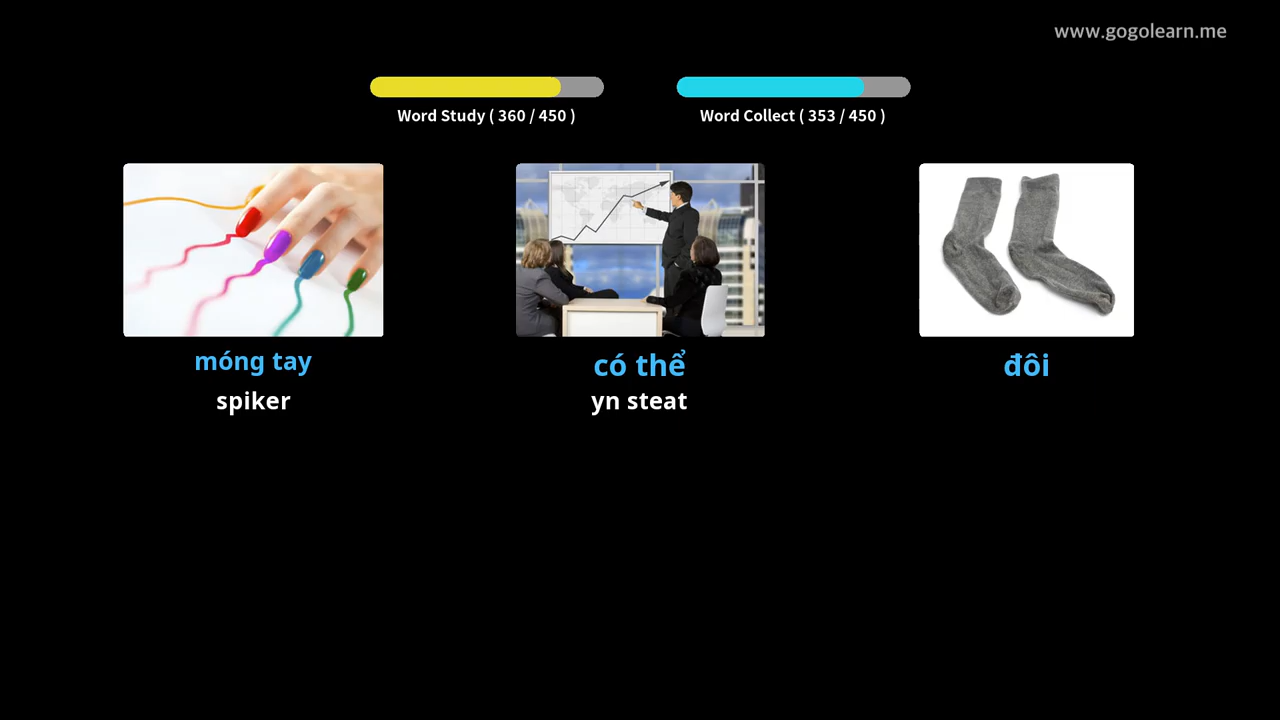 www.gogolearn.me
Word Study ( 360 / 450 )
Word Collect ( 353 / 450 )
móng tay
có thể
đôi
spiker
yn steat